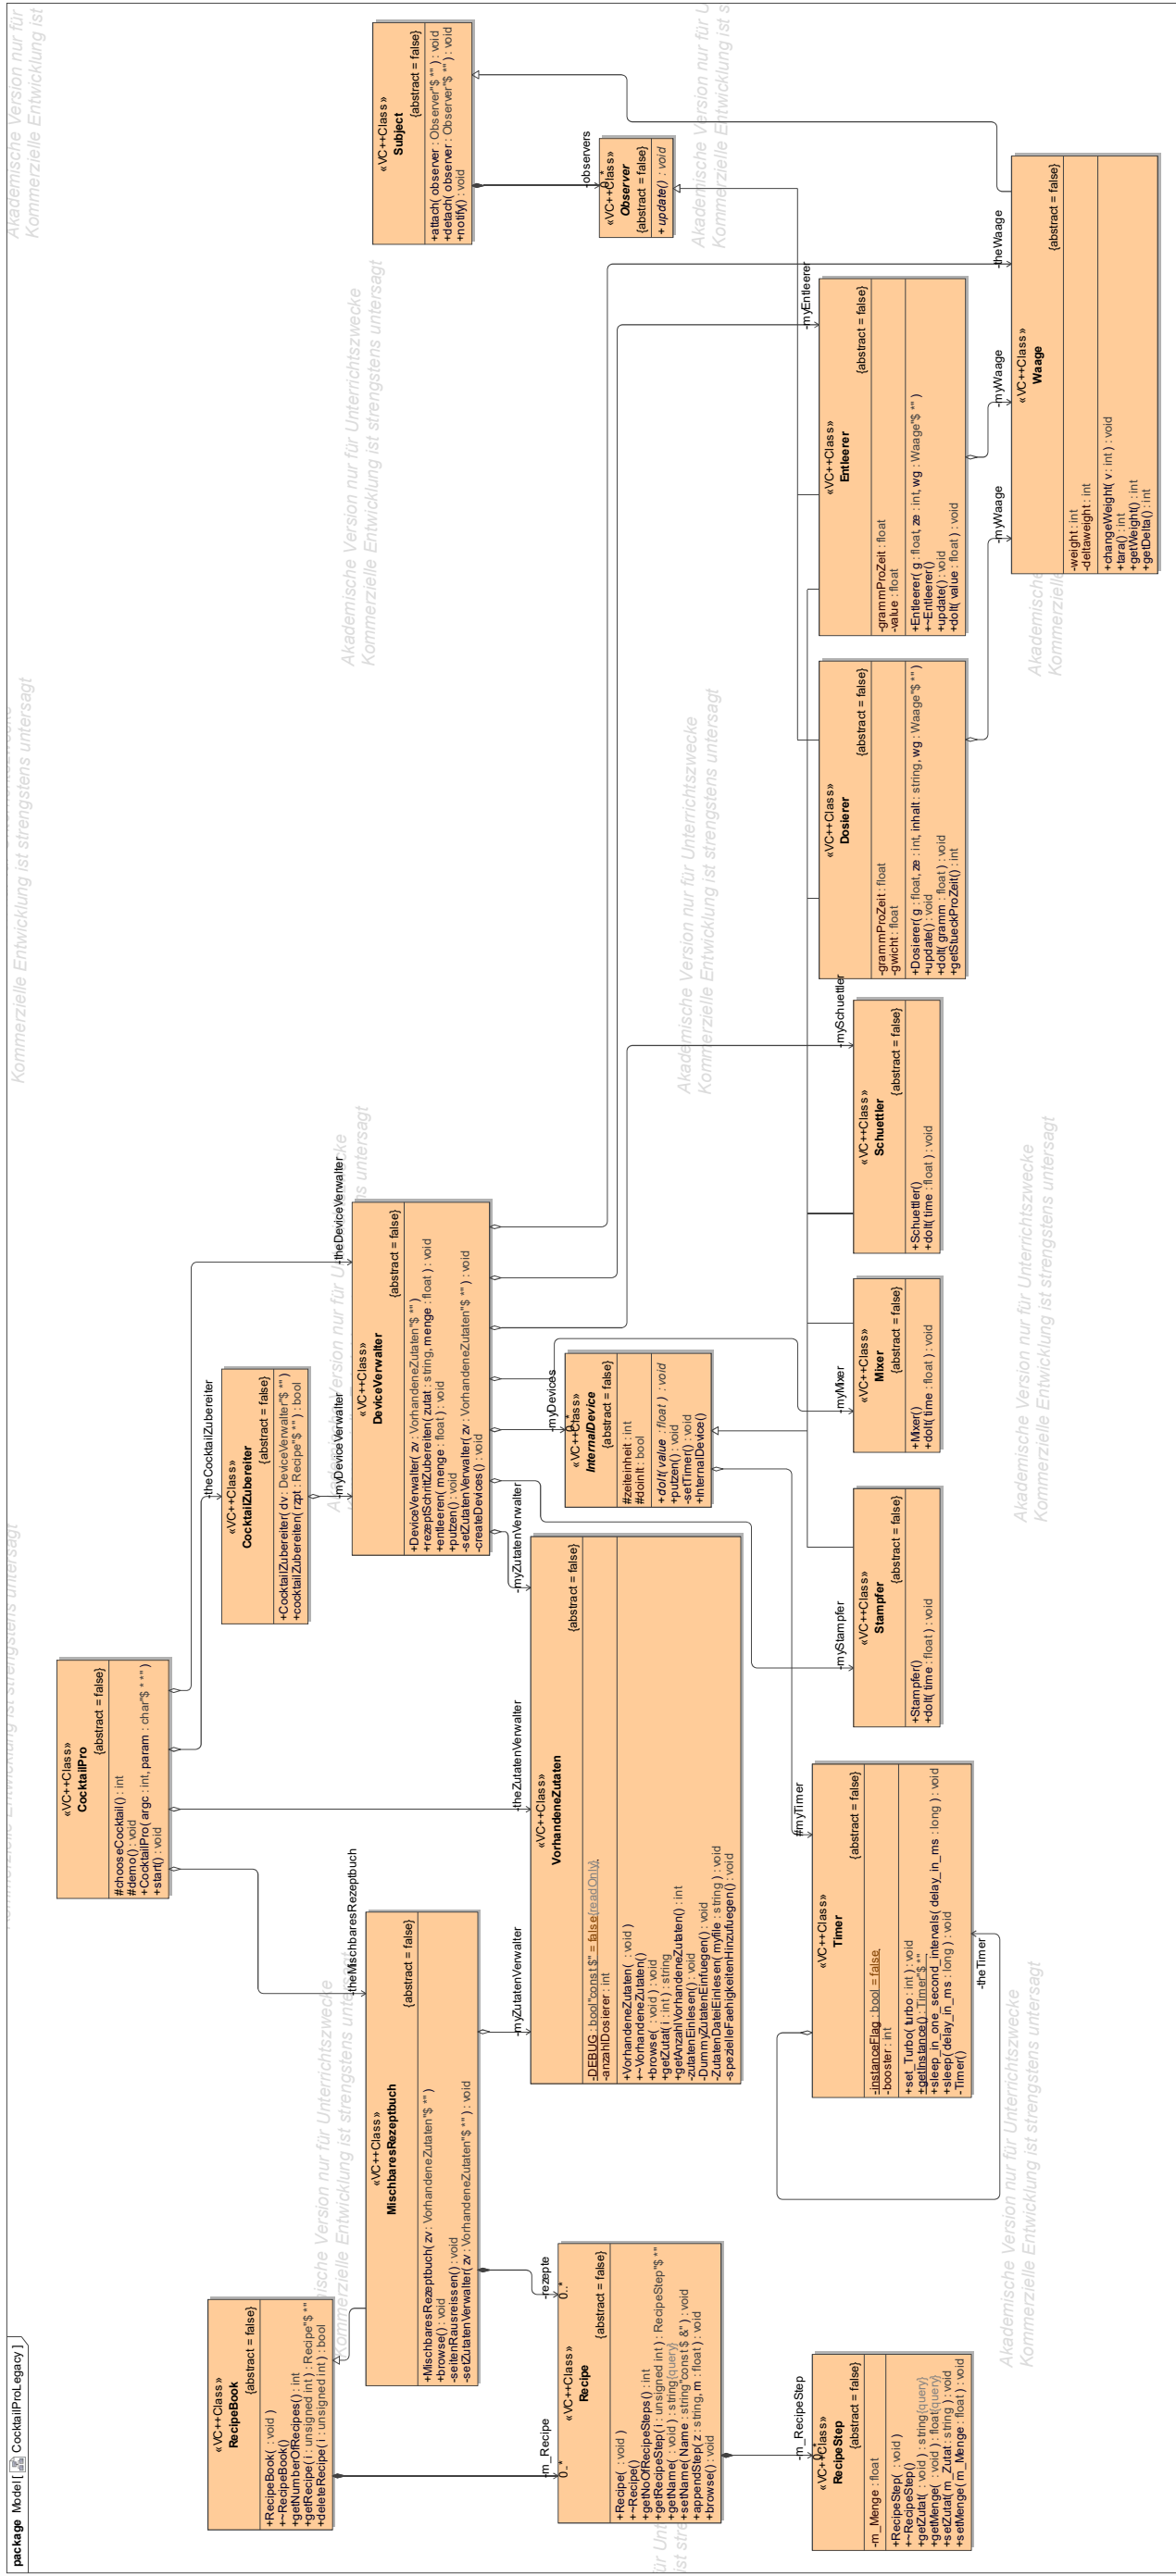 package Model [ CocktailProLegacy ]
«VC++Class»
CocktailPro
{abstract = false}
#chooseCocktail() : int
#demo() : void
+CocktailPro( argc : int, param : char"$ **" )
+start() : void
-theMischbaresRezeptbuch
-theZutatenVerwalter
-theCocktailZubereiter
-theDeviceVerwalter
«VC++Class»
RecipeBook
{abstract = false}
+RecipeBook( : void )
+~RecipeBook()
+getNumberOfRecipes() : int
+getRecipe( i : unsigned int ) : Recipe"$ *"
+deleteRecipe( i : unsigned int ) : bool
«VC++Class»
CocktailZubereiter
{abstract = false}
+CocktailZubereiter( dv : DeviceVerwalter"$ *" )
+cocktailZubereiten( rzpt : Recipe"$ *" ) : bool
-myDeviceVerwalter
«VC++Class»
MischbaresRezeptbuch
{abstract = false}
+MischbaresRezeptbuch( zv : VorhandeneZutaten"$ *" )
+browse() : void
-seitenRausreissen() : void
-setZutatenVerwalter( zv : VorhandeneZutaten"$ *" ) : void
«VC++Class»
DeviceVerwalter
{abstract = false}
+DeviceVerwalter( zv : VorhandeneZutaten"$ *" )
+rezeptSchrittZubereiten( zutat : string, menge : float ) : void
+entleeren( menge : float ) : void
+putzen() : void
-setZutatenVerwalter( zv : VorhandeneZutaten"$ *" ) : void
-createDevices() : void
«VC++Class»
Subject
{abstract = false}
+attach( observer : Observer"$ *" ) : void
+detach( observer : Observer"$ *" ) : void
+notify() : void
-m_Recipe
0..*
-rezepte
0..*
-myZutatenVerwalter
-myZutatenVerwalter
-myDevices
-observers
«VC++Class»
Recipe
{abstract = false}
+Recipe( : void )
+~Recipe()
+getNoOfRecipeSteps() : int
+getRecipeStep( i : unsigned int ) : RecipeStep"$ *"
+getName( : void ) : string{query}
+setName( Name : string"const $ &" ) : void
+appendStep( z : string, m : float ) : void
+browse() : void
«VC++Class»
VorhandeneZutaten
{abstract = false}
-DEBUG : bool"const $" = false{readOnly}
-anzahlDosierer : int
+VorhandeneZutaten( : void )
+~VorhandeneZutaten()
+browse( : void ) : void
+getZutat( i : int ) : string
+getAnzahlVorhandeneZutaten() : int
-zutatenEinlesen() : void
-DummyZutatenEinfuegen() : void
-ZutatenDateiEinlesen( myfile : string ) : void
-spezielleFaehigkeitenHinzufuegen() : void
«VC++Class»
InternalDevice
{abstract = false}
#zeiteinheit : int
#doinIt : bool
+doIt( value : float ) : void
+putzen() : void
-setTimer() : void
+InternalDevice()
«VC++Class»
Observer
{abstract = false}
+update() : void
-m_RecipeStep
#myTimer
-myStampfer
-myMixer
-mySchuettler
-myEntleerer
«VC++Class»
RecipeStep
{abstract = false}
-m_Menge : float
+RecipeStep( : void )
+~RecipeStep()
+getZutat( : void ) : string{query}
+getMenge( : void ) : float{query}
+setZutat( m_Zutat : string ) : void
+setMenge( m_Menge : float ) : void
«VC++Class»
Timer
{abstract = false}
-instanceFlag : bool = false
-booster : int
+set_Turbo( turbo : int ) : void
+getInstance() : Timer"$ *"
+sleep_in_one_second_intervals( delay_in_ms : long ) : void
+sleep( delay_in_ms : long ) : void
-Timer()
-theTimer
«VC++Class»
Stampfer
{abstract = false}
+Stampfer()
+doIt( time : float ) : void
«VC++Class»
Mixer
{abstract = false}
+Mixer()
+doIt( time : float ) : void
«VC++Class»
Schuettler
{abstract = false}
+Schuettler()
+doIt( time : float ) : void
«VC++Class»
Dosierer
{abstract = false}
-grammProZeit : float
-gwicht : float
+Dosierer( g : float, ze : int, inhalt : string, wg : Waage"$ *" )
+update() : void
+doIt( gramm : float ) : void
+getStueckProZeit() : int
«VC++Class»
Entleerer
{abstract = false}
-grammProZeit : float
-value : float
+Entleerer( g : float, ze : int, wg : Waage"$ *" )
+~Entleerer()
+update() : void
+doIt( value : float ) : void
-myWaage
-myWaage
-theWaage
«VC++Class»
Waage
{abstract = false}
-weight : int
-deltaweight : int
+changeWeight( v : int ) : void
+tara() : int
+getWeight() : int
+getDelta() : int
Akademische Version nur für Unterrichtszwecke
Kommerzielle Entwicklung ist strengstens untersagt